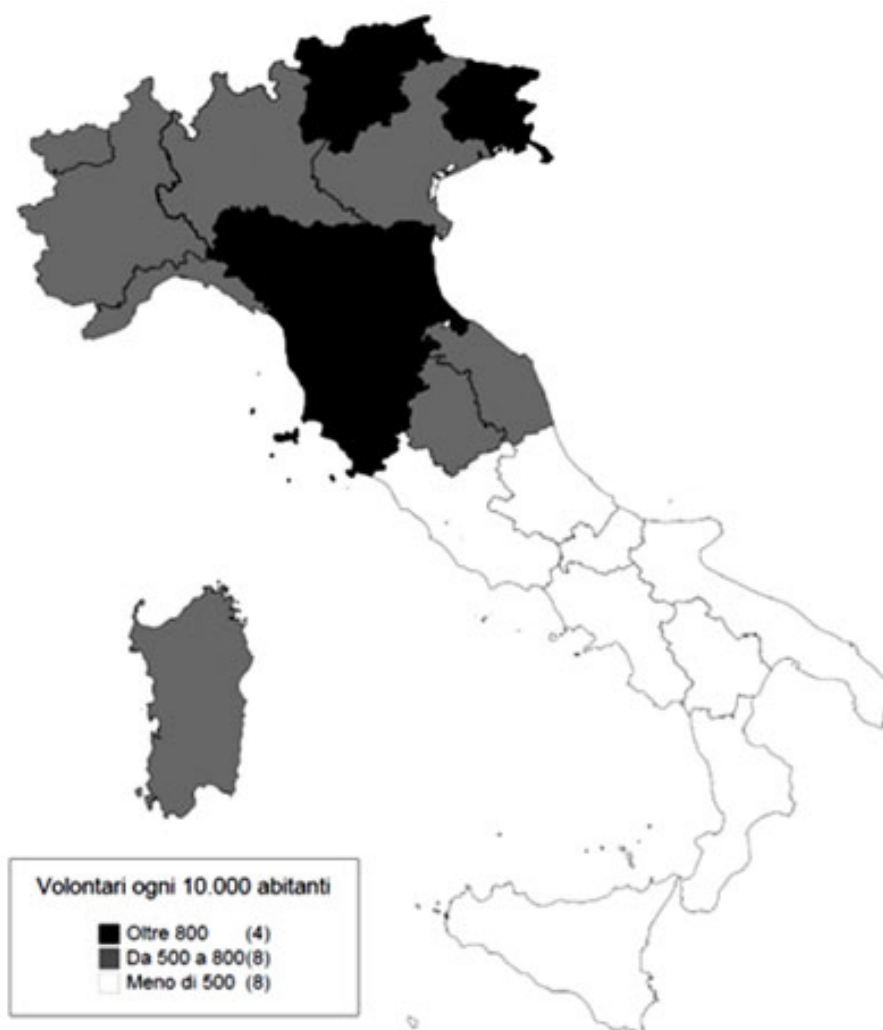 Volontari ogni 10.000 abitanti
Oltre 800 (4)
Da 500 a 800(8)
Meno di 500 (8)